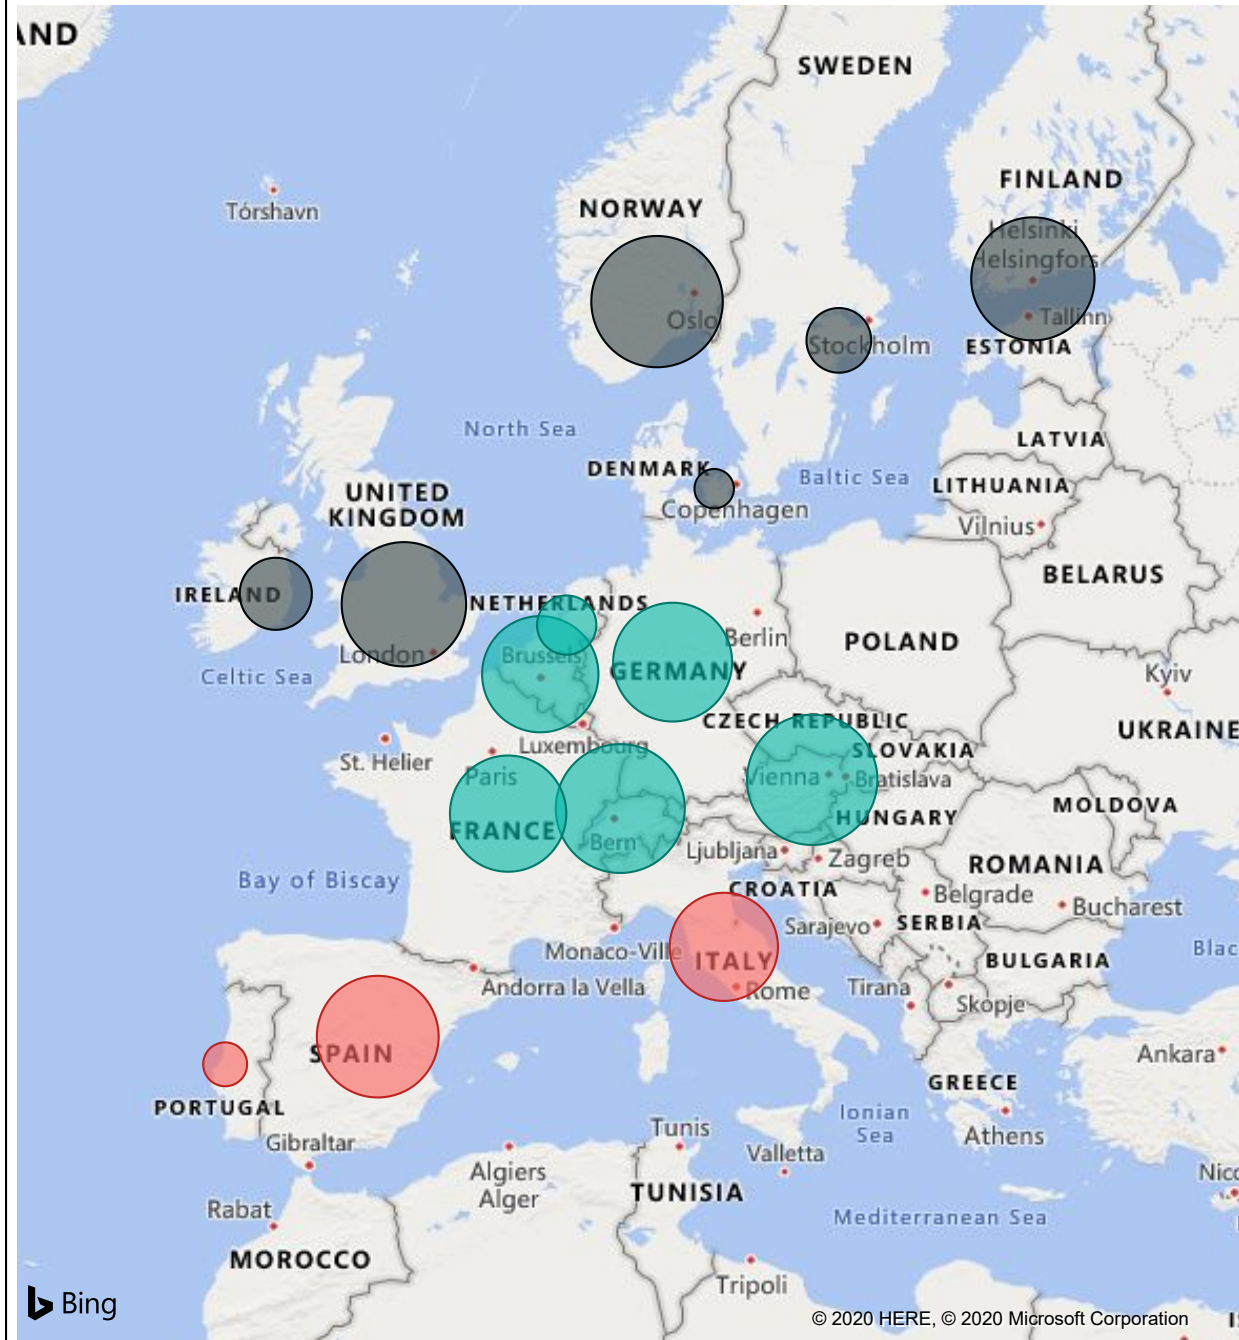 AND
SWEDEN
FINLAND
Tórshavn
NORWAY
Helsinki
Helsingfors
Oslo
Tallinn
Stockholm
ESTONIA
North Sea
LATVIA
DENMARK
Baltic Sea
LITHUANIA
UNITED
KINGDOM
Copenhagen
Vilnius
BELARUS
IRELAND
NETHERLANDS
Berlin
POLAND
London
Brussels
GERMANY
Celtic Sea
Kyiv
CZECH REPUBLIC
UKRAINE
Luxembourg
SLOVAKIA
St. Helier
Paris
Vienna
Bratislava
MOLDOVA
HUNGARY
FRANCE
Bern
Ljubljana
Zagreb
ROMANIA
Bay of Biscay
CROATIA
Belgrade
Bucharest
Sarajevo
SERBIA
Monaco-Ville
ITALY
BULGARIA
Blac
Andorra la Vella
Rome
Tirana
Skopje
SPAIN
Ankara
GREECE
PORTUGAL
Ionian
Sea
Gibraltar
Tunis
Athens
Valletta
Algiers
Alger
Nico
TUNISIA
Rabat
Mediterranean Sea
MOROCCO
Tripoli
Bing
© 2020 HERE, © 2020 Microsoft Corporation